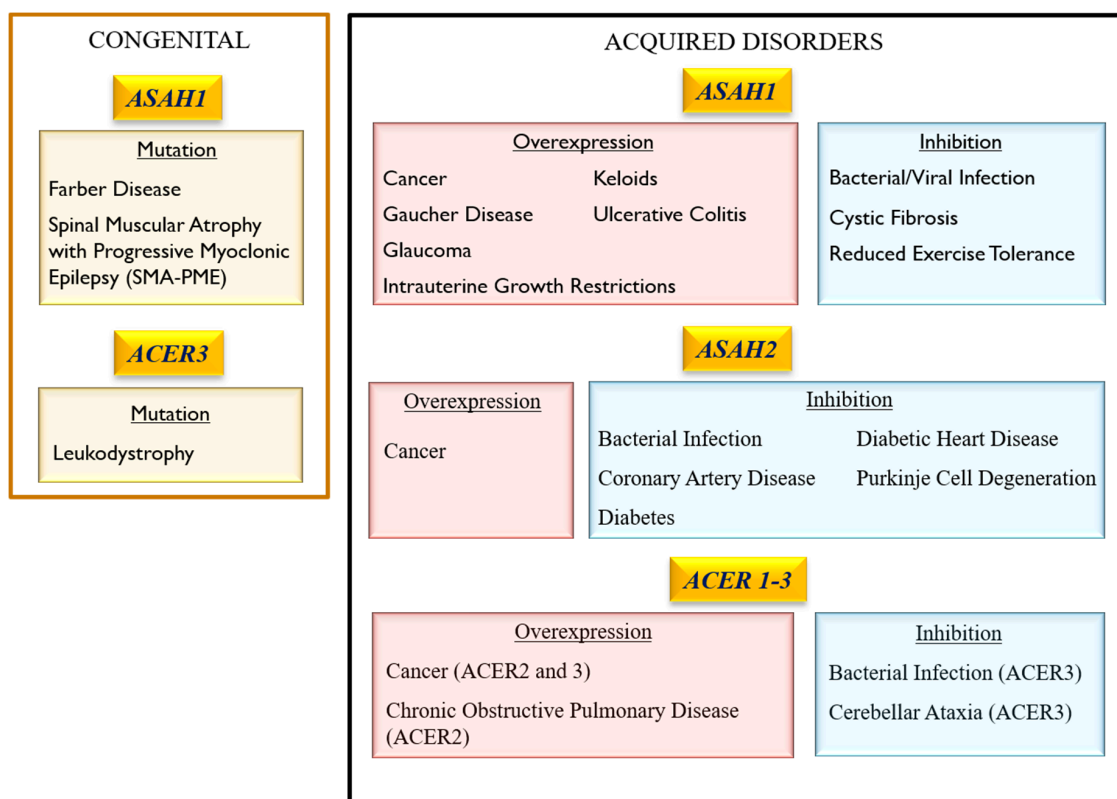 CONGENITAL
ASAH1
Mutation
Farber Disease
Spinal Muscular Atrophy
with Progressive Myoclonic
Epilepsy (SMA-PME)
ACER3
Mutation
Leukodystrophy
ACQUIRED DISORDERS
ASAH1
Overexpression
Cancer
Keloids
Gaucher Disease
Ulcerative Colitis
Glaucoma
Intrauterine Growth Restrictions
Inhibition
Bacterial/Viral Infection
Cystic Fibrosis
Reduced Exercise Tolerance
ASAH2
Overexpression
Cancer
Inhibition
Bacterial Infection
Diabetic Heart Disease
Coronary Artery Disease
Purkinje Cell Degeneration
Diabetes
ACER 1-3
Overexpression
Cancer (ACER2 and 3)
Chronic Obstructive Pulmonary Disease
(ACER2)
Inhibition
Bacterial Infection (ACER3)
Cerebellar Ataxia (ACER3)